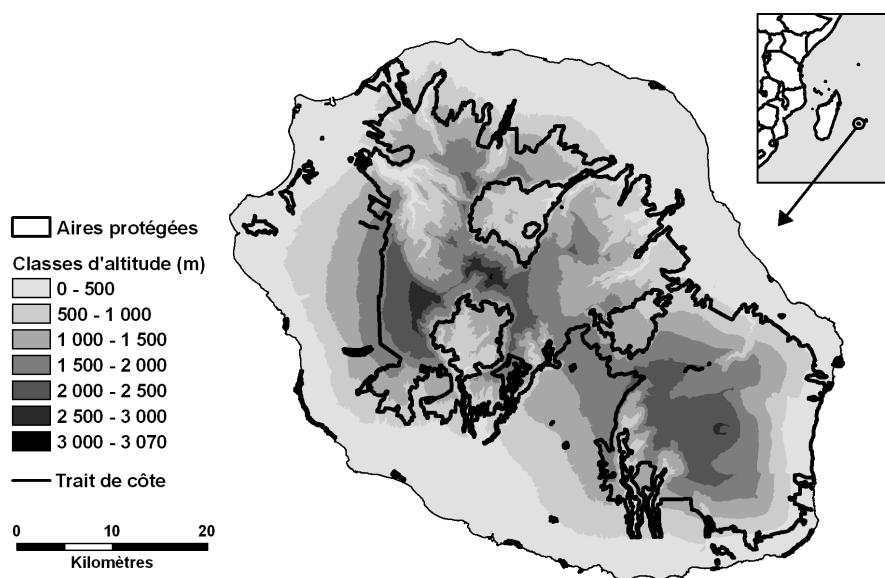 Aires protégées
Classes d'altitude (m)
0 - 500
500 - 1 000
1 000 - 1 500
1 500 - 2 000
2 000 - 2 500
2 500 - 3 000
3 000 - 3 070
Trait de côte
0 10 20
Kilomètres